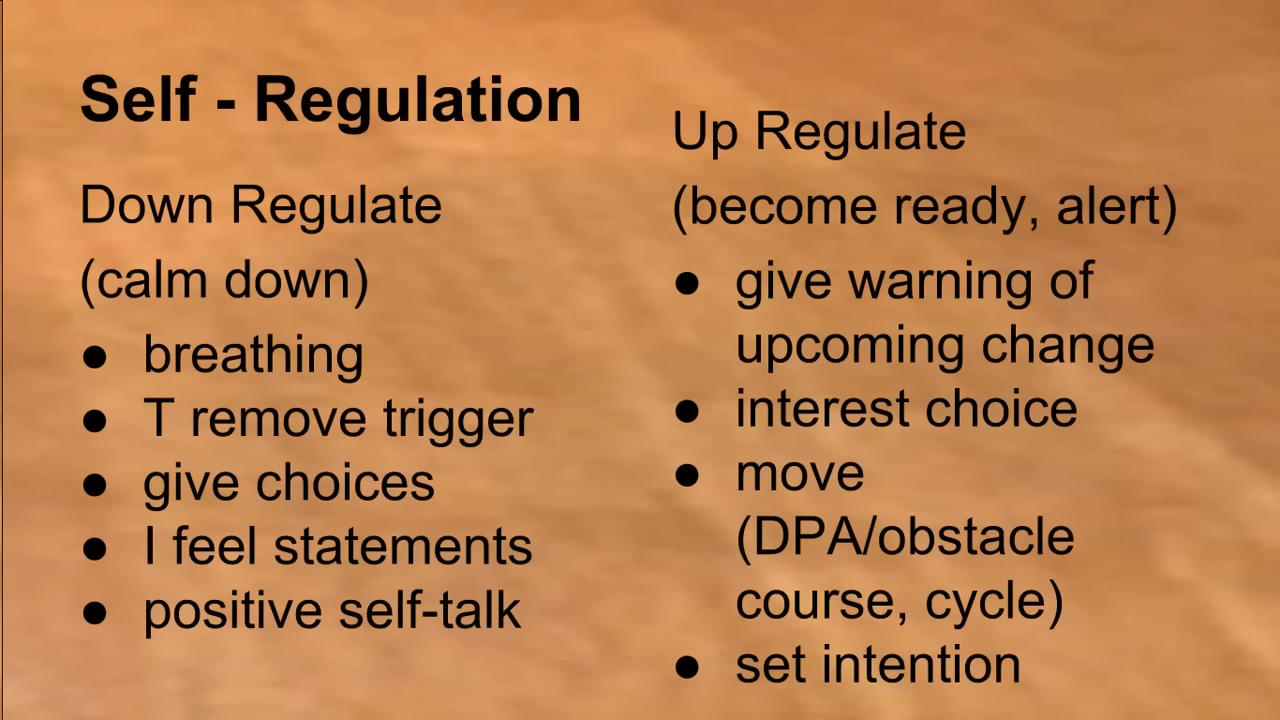 Self - Regulation
Down Regulate
(calm down)
● breathing
● T remove trigger
● give choices
● I feel statements
● positive self-talk
Up Regulate
(become ready, alert)
● give warning of
upcoming change
● interest choice
● move
(DPA/obstacle
course, cycle)
● set intention